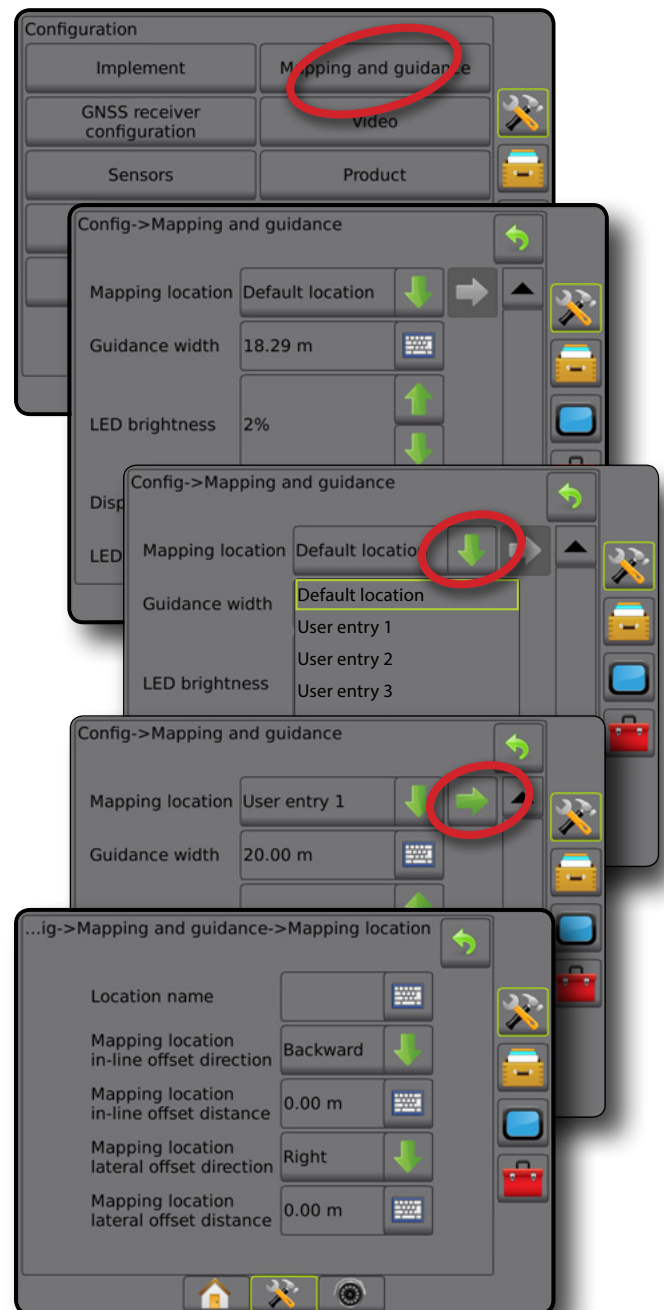 Configuration
Implement
Mapping and guidance
GNSS receiver
configuration
Video
Sensors
Product
Config->Mapping and guidance
Mapping location
Default location
Guidance width
18.29 m
LED brightness
2%
Disp
LED
Config->Mapping and guidance
Mapping location
Default location
Guidance width
Default location
User entry 1
User entry 2
LED brightness
User entry 3
Config->Mapping and guidance
Mapping location
User entry 1
Guidance width
20.00 m
...ig->Mapping and guidance->Mapping location
Location name
Mapping location
in-line offset direction
Backward
Mapping location
in-line offset distance
0.00 m
Mapping location
lateral offset direction
Right
Mapping location
lateral offset distance
0.00 m